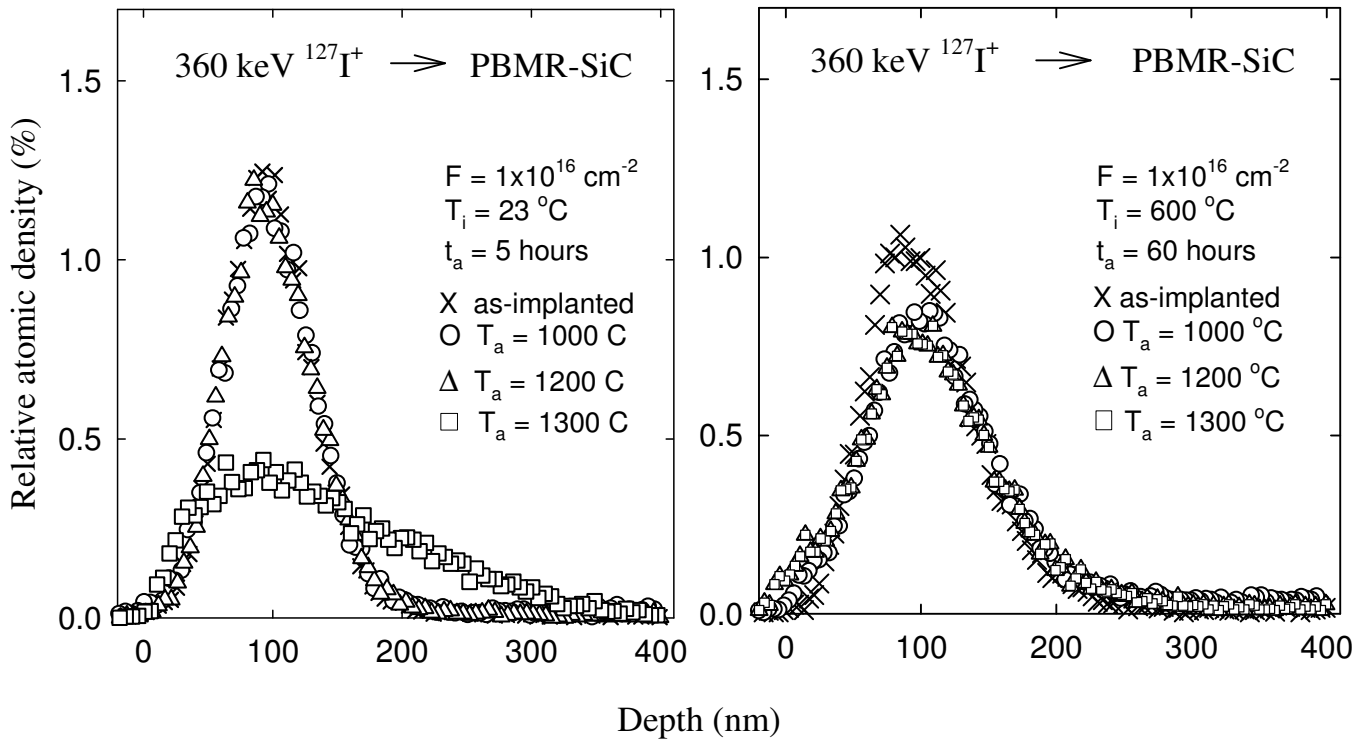 Relative atomic density (%)
1.5
1.0
0.5
0.0
360 keV ¹²⁷I⁺ → PBMR-SiC
F = 1x10¹⁶ cm⁻²
Tᵢ = 23 °C
tₐ = 5 hours
X as-implanted
O Tₐ = 1000 C
Δ Tₐ = 1200 C
□ Tₐ = 1300 C
0 100 200 300 400
1.5
1.0
0.5
0.0
360 keV ¹²⁷I⁺ → PBMR-SiC
F = 1x10¹⁶ cm⁻²
Tᵢ = 600 °C
tₐ = 60 hours
X as-implanted
O Tₐ = 1000 °C
Δ Tₐ = 1200 °C
□ Tₐ = 1300 °C
0 100 200 300 400
Depth (nm)